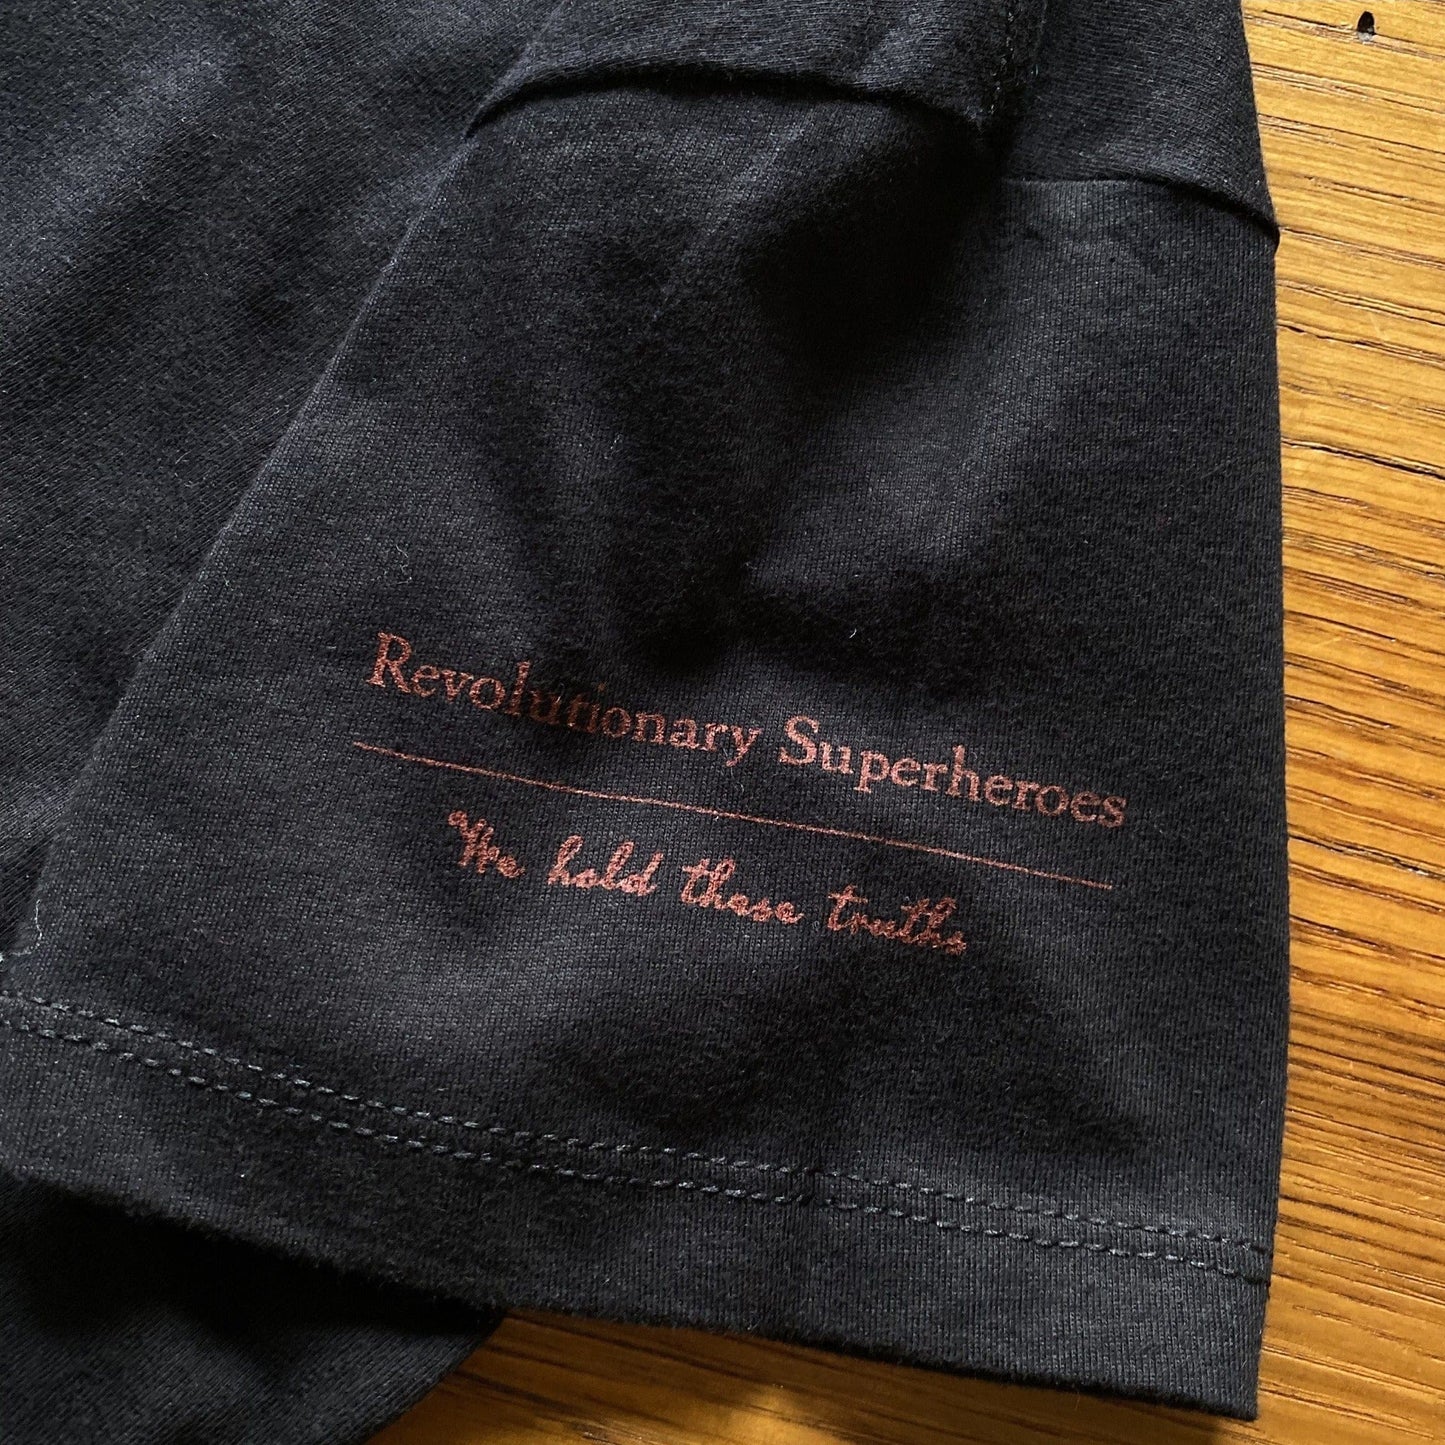 Revolutionary Superheroes
"We hold these truths